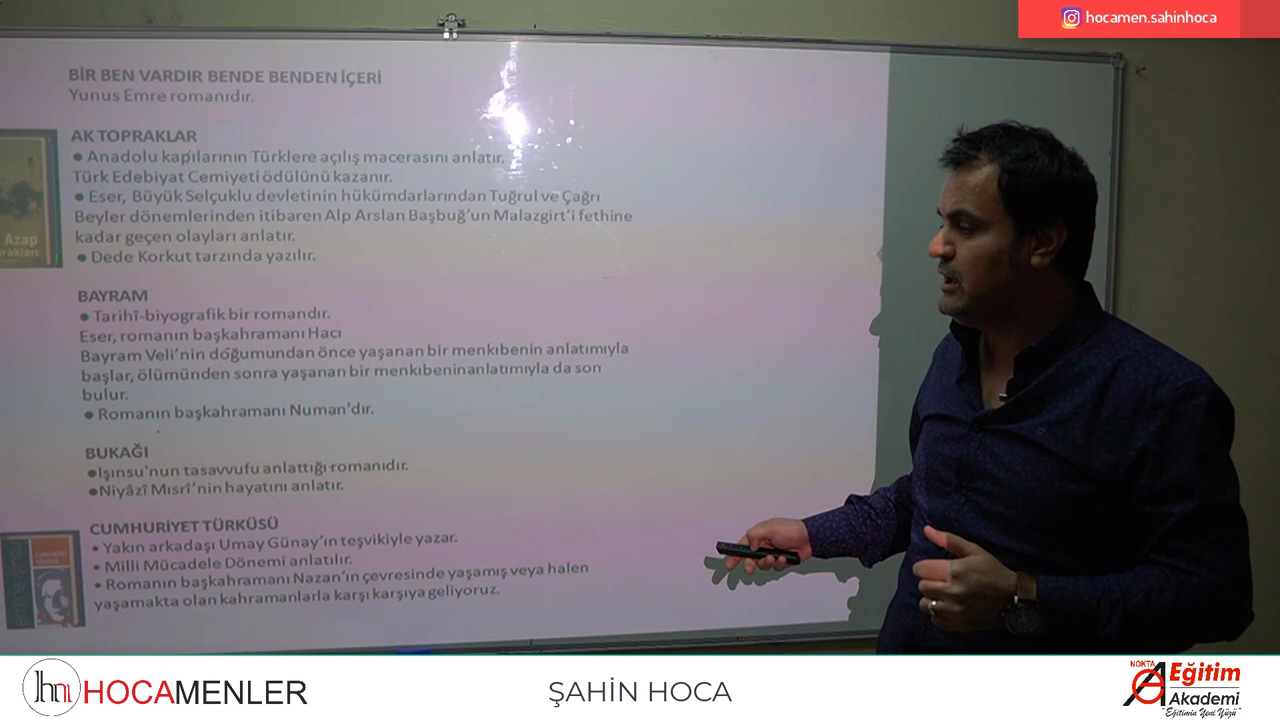 hocamen.sahinhoca
BİR BEN VARDIR BENDE BENDEN İÇERİ
Yunus Emre romanıdır.
AK TOPRAKLAR
• Anadolu kapılarının Türklere açılış macerasını anlatır.
Türk Edebiyat Cemiyeti ödülünü kazanır.
• Eser, Büyük Selçuklu devletinin hükümdarlarından Tuğrul ve Çağrı
Beyler dönemlerinden itibaren Alp Arslan Başbuğ'un Malazgirt'i fethine
kadar geçen olayları anlatır.
• Dede Korkut tarzında yazılır.
Azap
BAYRAM
• Tarihî-biyografik bir romandır.
Eser, romanın başkahramanı Hacı
Bayram Veli'nin doğumundan önce yaşanan bir menkıbenin anlatımıyla
başlar, ölümünden sonra yaşanan bir menkıbeninanlatımıyla da son
bulur.
• Romanın başkahramanı Numan'dır.
BUKAĞI
•Işınsu'nun tasavvufu anlattığı romanıdır.
•Niyâzî Mısrî'nin hayatını anlatır.
CUMHURİYET TÜRKÜSÜ
• Yakın arkadaşı Umay Günay'ın teşvikiyle yazar.
• Milli Mücadele Dönemi anlatılır.
• Romanın başkahramanı Nazan'ın çevresinde yaşamış veya halen
yaşamakta olan kahramanlarla karşı karşıya geliyoruz.
hm HOCAMENLER
ŞAHİN HOCA
NOKTA
Eğitim
Akademi
"Eğitimin Yeni Yüzü"